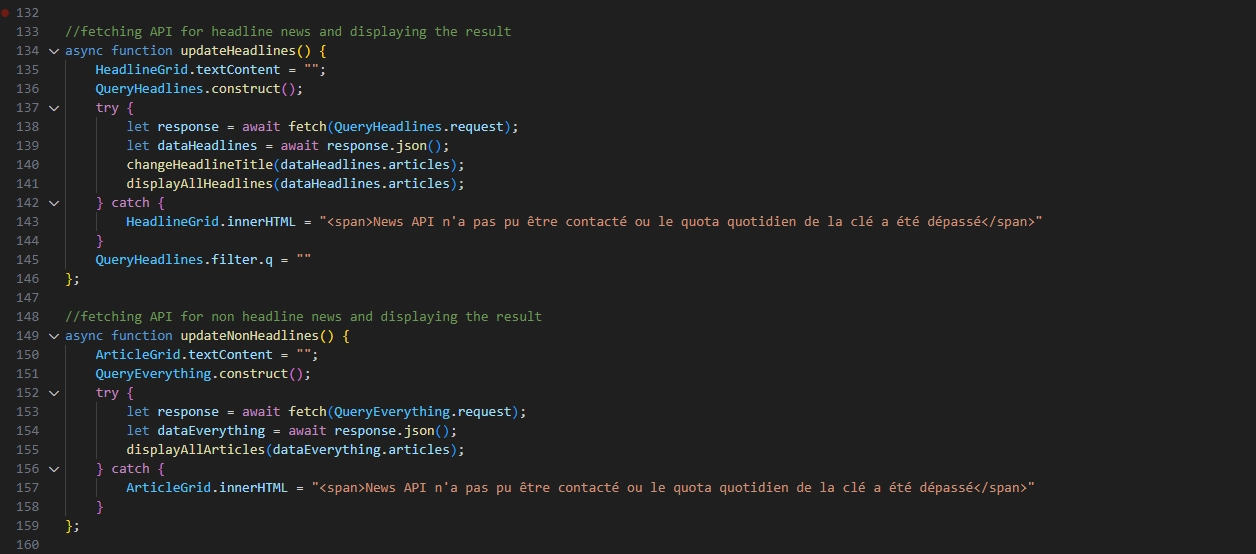 132
133 //fetching API for headline news and displaying the result
134 async function updateHeadlines() {
135     HeadlineGrid.textContent = "";
136     QueryHeadlines.construct();
137     try {
138         let response = await fetch(QueryHeadlines.request);
139         let dataHeadlines = await response.json();
140         changeHeadlineTitle(dataHeadlines.articles);
141         displayAllHeadlines(dataHeadlines.articles);
142     } catch {
143         HeadlineGrid.innerHTML = "<span>News API n'a pas pu être contacté ou le quota quotidien de la clé a été dépassé</span>"
144     }
145     QueryHeadlines.filter.q = ""
146 };
147
148 //fetching API for non headline news and displaying the result
149 async function updateNonHeadlines() {
150     ArticleGrid.textContent = "";
151     QueryEverything.construct();
152     try {
153         let response = await fetch(QueryEverything.request);
154         let dataEverything = await response.json();
155         displayAllArticles(dataEverything.articles);
156     } catch {
157         ArticleGrid.innerHTML = "<span>News API n'a pas pu être contacté ou le quota quotidien de la clé a été dépassé</span>"
158     }
159 };
160